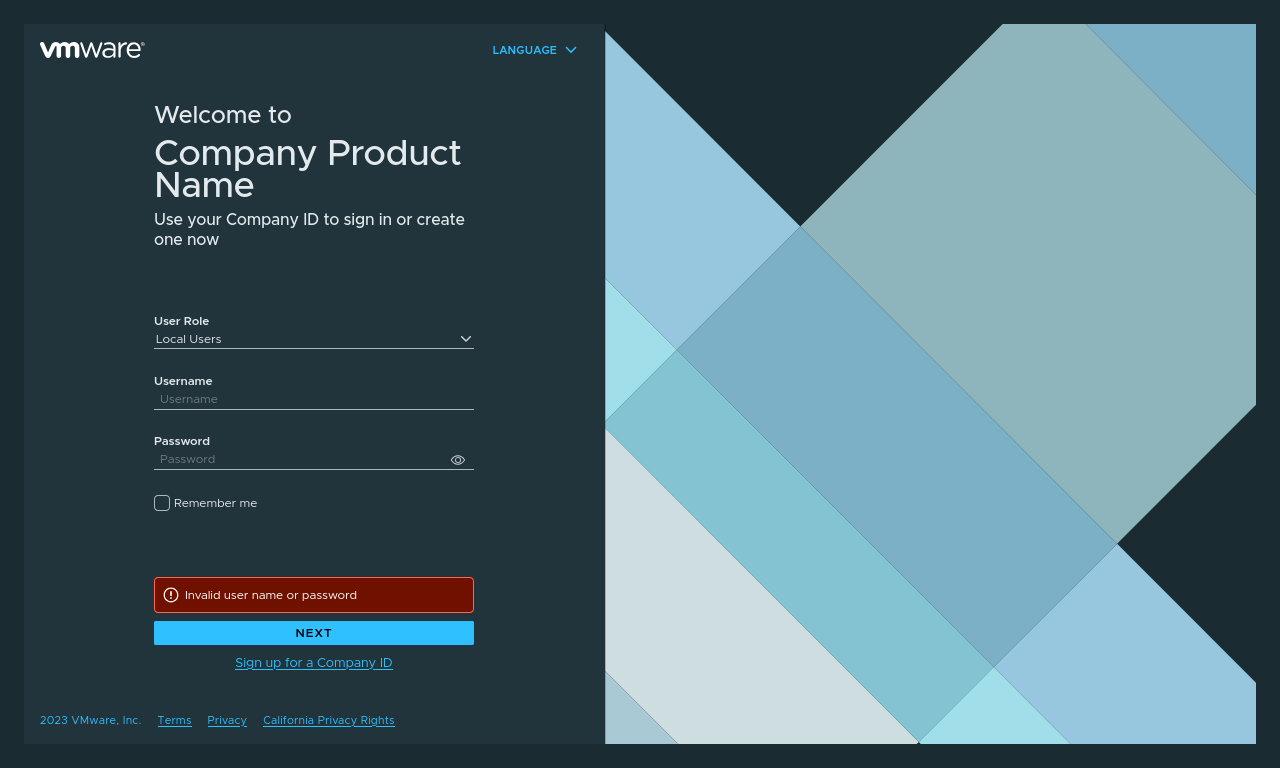 vmware®
LANGUAGE
Welcome to
Company Product
Name
Use your Company ID to sign in or create
one now
User Role
Local Users
Username
Username
Password
Password
Remember me
Invalid user name or password
NEXT
Sign up for a Company ID
2023 VMware, Inc. Terms Privacy California Privacy Rights